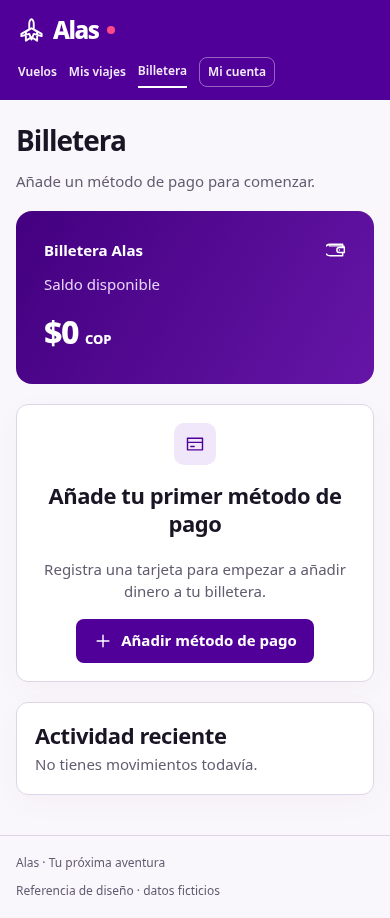 Alas
Vuelos Mis viajes Billetera Mi cuenta
Billetera
Añade un método de pago para comenzar.
Billetera Alas
Saldo disponible
$0 COP
Añade tu primer método de
pago
Registra una tarjeta para empezar a añadir
dinero a tu billetera.
Añadir método de pago
Actividad reciente
No tienes movimientos todavía.
Alas · Tu próxima aventura
Referencia de diseño · datos ficticios